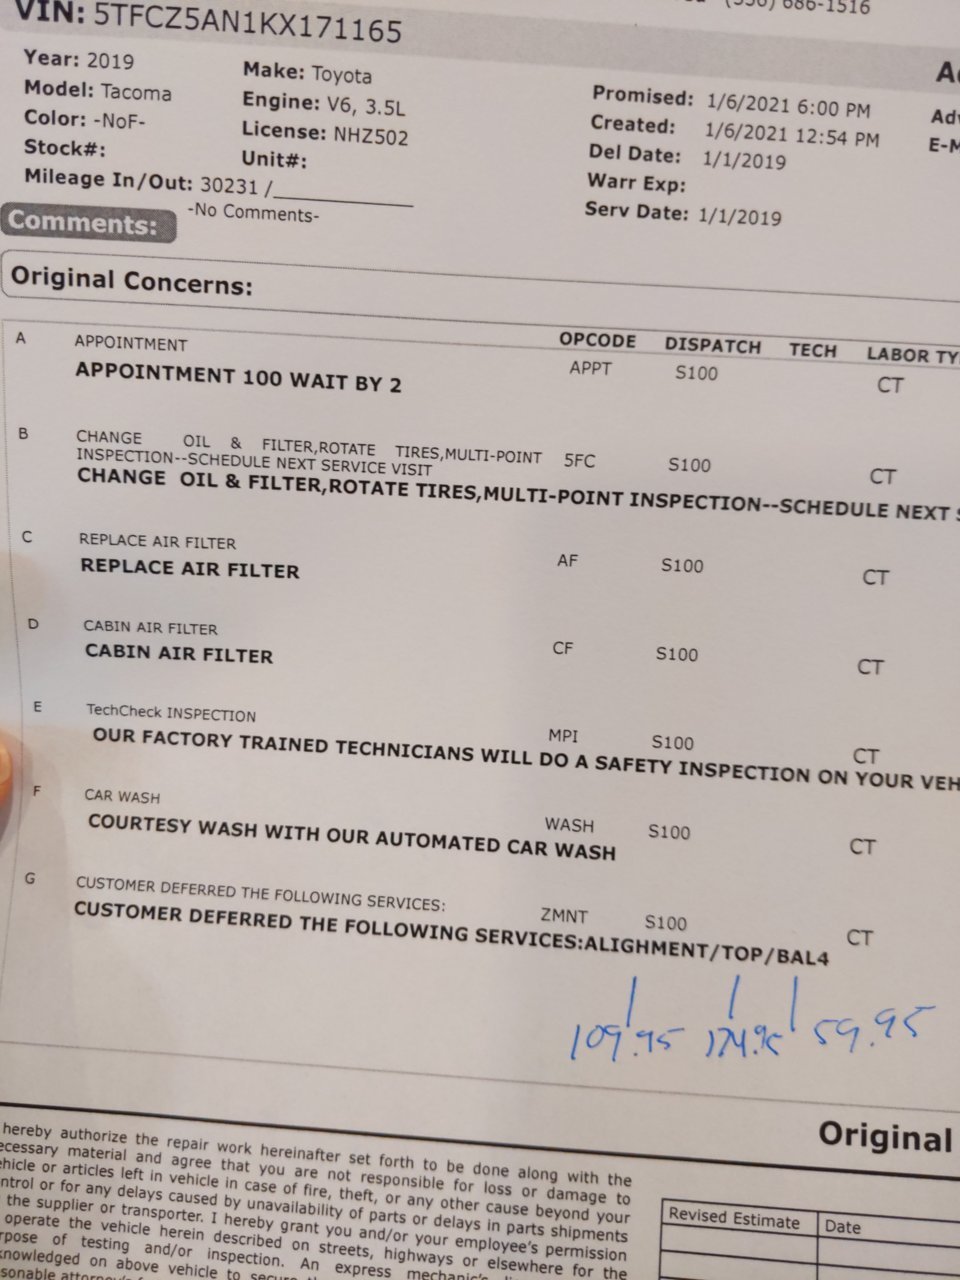 686-1516
VIN: 5TFCZ5AN1KX171165
Year: 2019 Make: Toyota
Model: Tacoma Engine: V6, 3.5L Promised: 1/6/2021 6:00 PM
Color: -NoF- License: NHZ502 Created: 1/6/2021 12:54 PM
Stock#: Unit#: Del Date: 1/1/2019
Mileage In/Out: 30231 / Warr Exp:
-No Comments- Serv Date: 1/1/2019
Comments:
Original Concerns:
OPCODE DISPATCH TECH LABOR
A APPOINTMENT APPT S100 CT
APPOINTMENT 100 WAIT BY 2
B CHANGE OIL & FILTER,ROTATE TIRES,MULTI-POINT 5FC S100 CT
INSPECTION--SCHEDULE NEXT SERVICE VISIT
CHANGE OIL & FILTER,ROTATE TIRES,MULTI-POINT INSPECTION--SCHEDULE NEXT
C REPLACE AIR FILTER AF S100 CT
REPLACE AIR FILTER
D CABIN AIR FILTER CF S100 CT
CABIN AIR FILTER
E TechCheck INSPECTION MPI S100 CT
OUR FACTORY TRAINED TECHNICIANS WILL DO A SAFETY INSPECTION ON YOUR VEH
F CAR WASH WASH S100 CT
COURTESY WASH WITH OUR AUTOMATED CAR WASH
G CUSTOMER DEFERRED THE FOLLOWING SERVICES: ZMNT S100 CT
CUSTOMER DEFERRED THE FOLLOWING SERVICES:ALIGHMENT/TOP/BAL4
109.95 174.95 59.95
Original
hereby authorize the repair work hereinafter set forth to be done along with the
material and agree that you are not responsible for loss or damage to
or articles left in vehicle in case of fire, theft, or any other cause beyond your
or for any delays caused by unavailability of parts or delays in parts shipments
the supplier or transporter. I hereby grant you and/or your employee's permission
operate the vehicle herein described on streets, highways or elsewhere for the
of testing and/or inspection. An express mechanic's
on above vehicle to
Revised Estimate Date